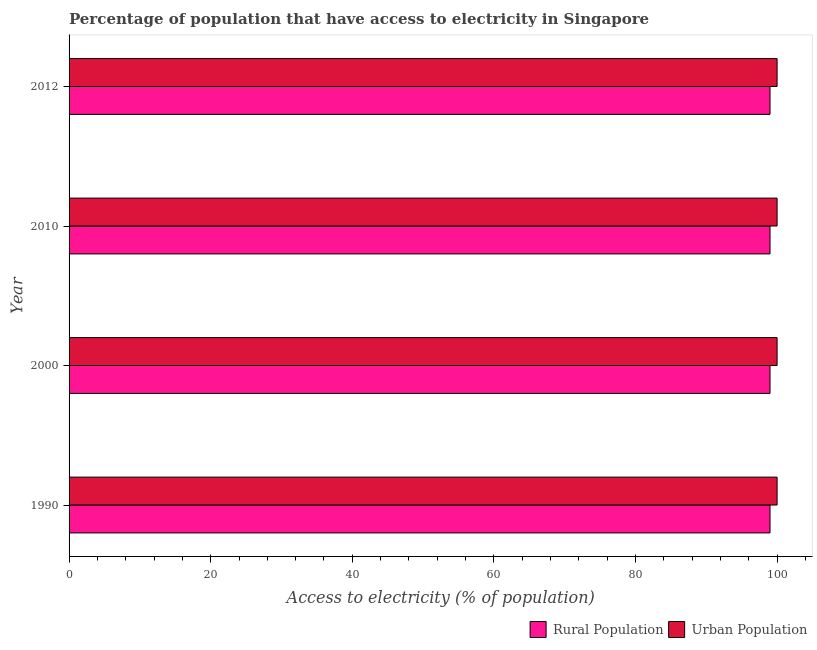 Percentage of population that have access to electricity in Singapore
2012
2010
2000
1990
Year
0 20 40 60 80 100
Access to electricity (% of population)
Rural Population Urban Population